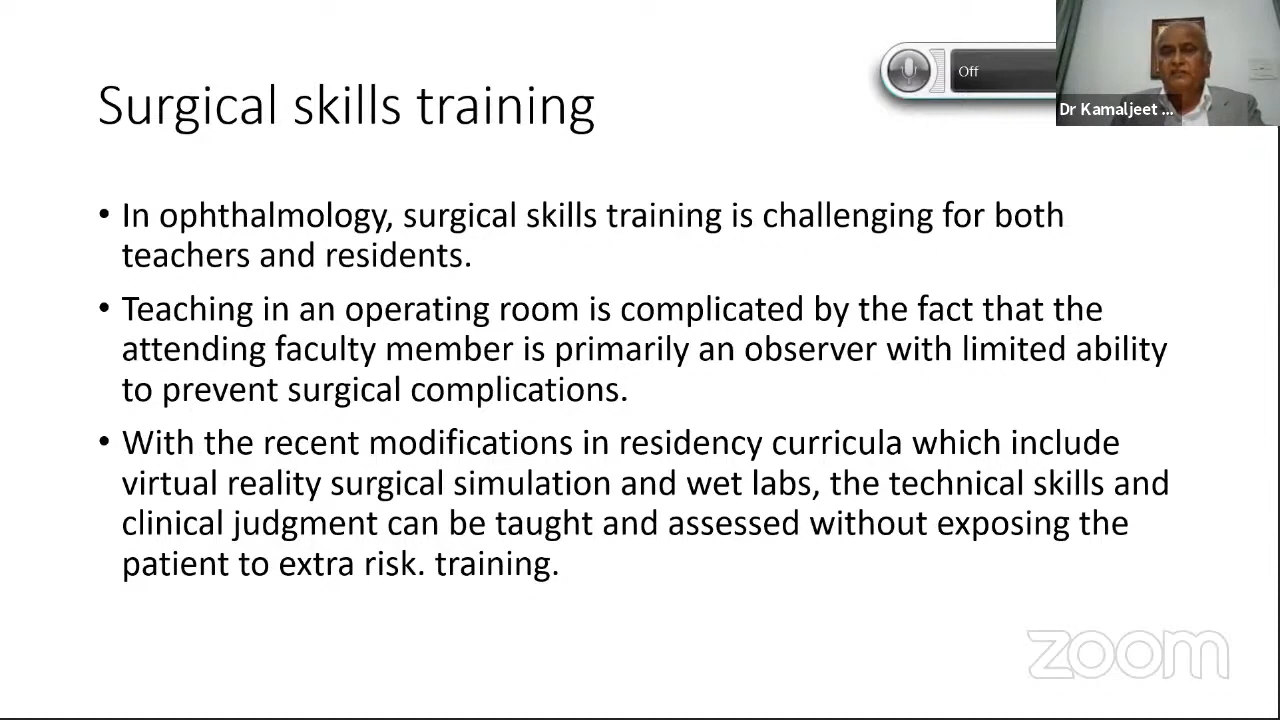 Off
Dr Kamaljeet ...
Surgical skills training
• In ophthalmology, surgical skills training is challenging for both
teachers and residents.
• Teaching in an operating room is complicated by the fact that the
attending faculty member is primarily an observer with limited ability
to prevent surgical complications.
• With the recent modifications in residency curricula which include
virtual reality surgical simulation and wet labs, the technical skills and
clinical judgment can be taught and assessed without exposing the
patient to extra risk. training.
zoom